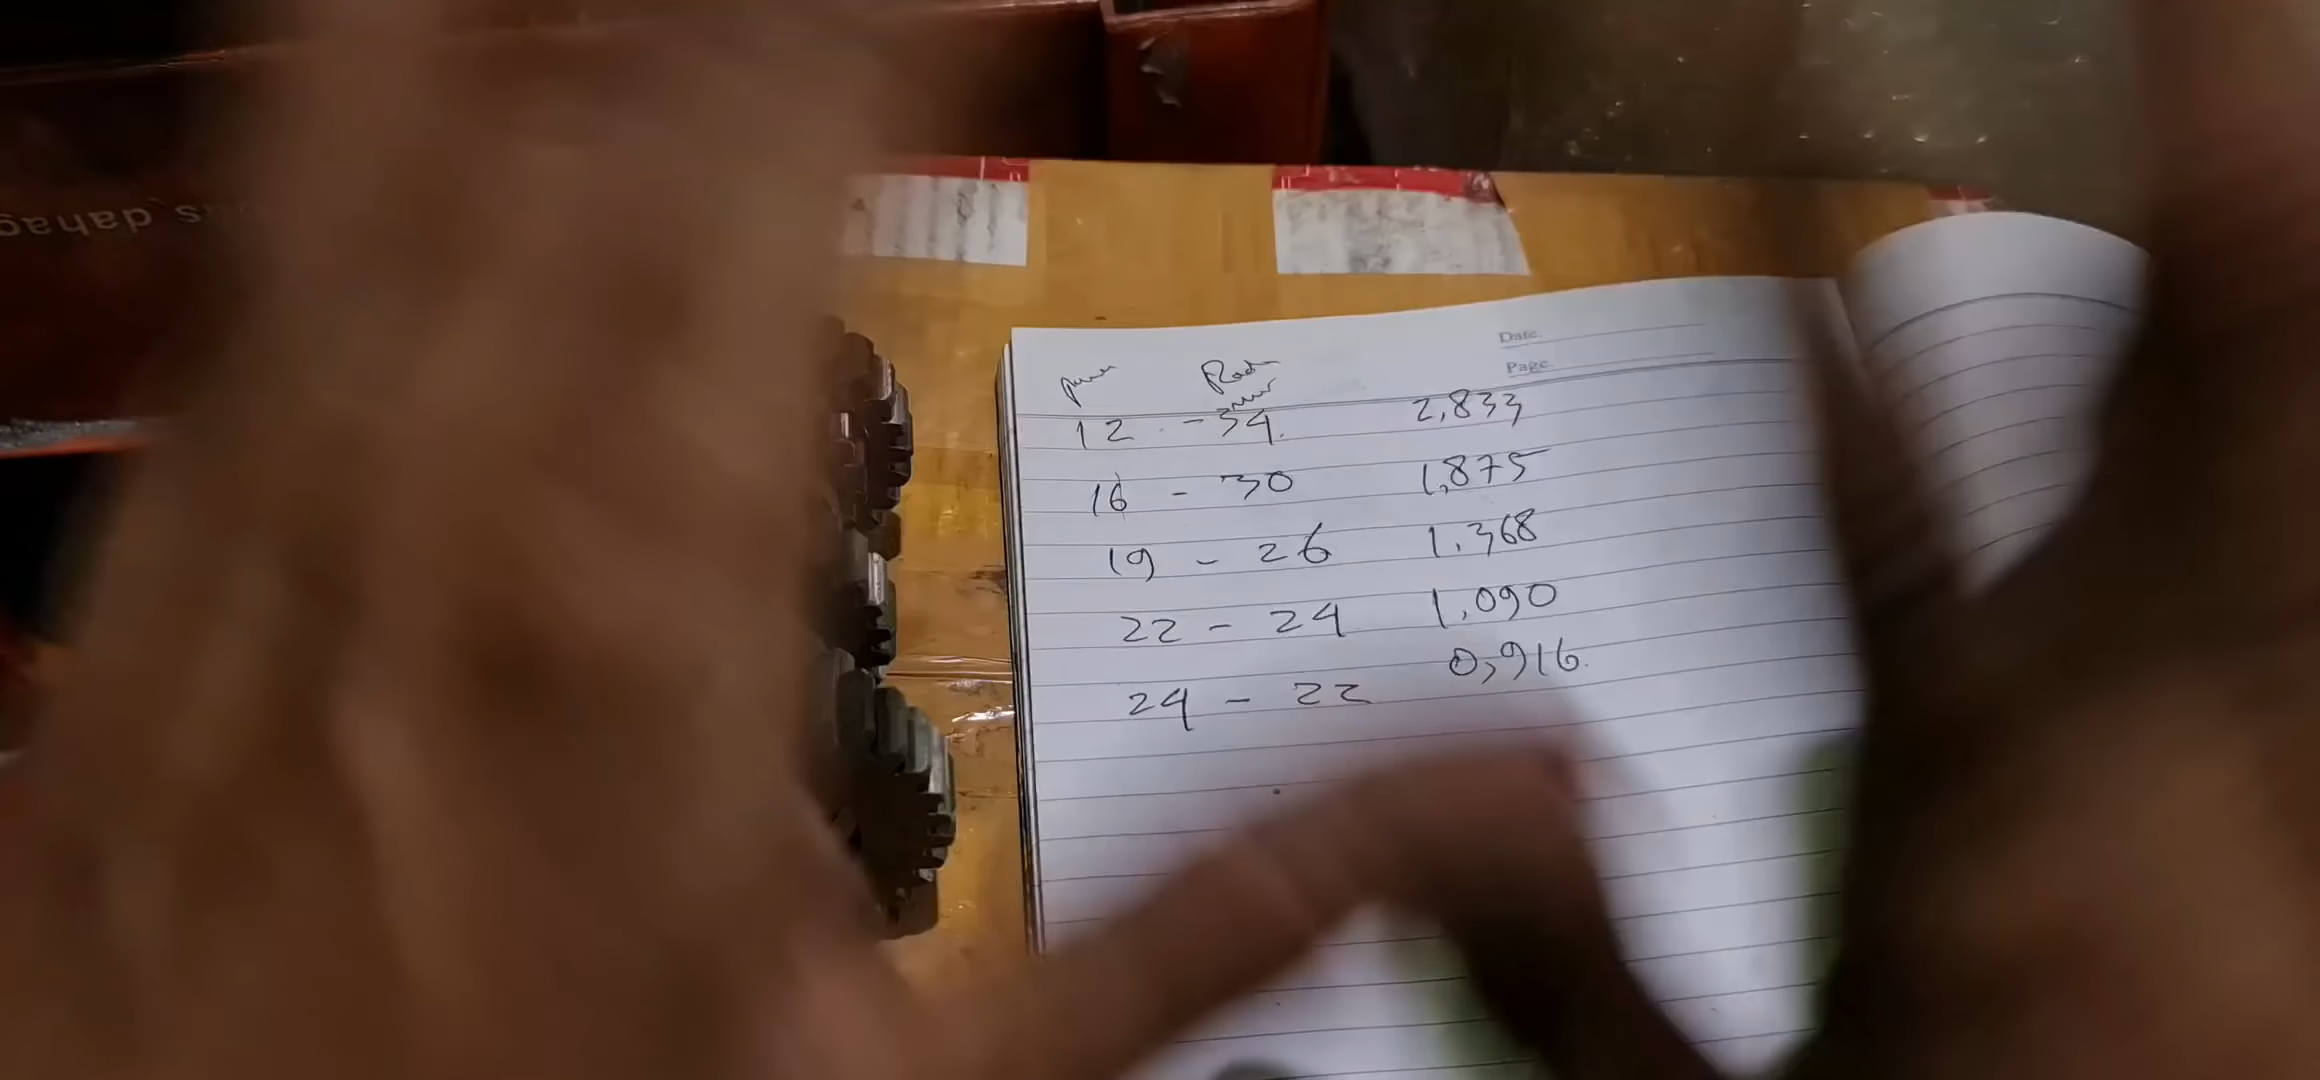 Date.
Page.
12 - 34. 2,833
16 - 30 1,875
19 - 26 1.368
22 - 24 1,090
24 - 22 0,916.